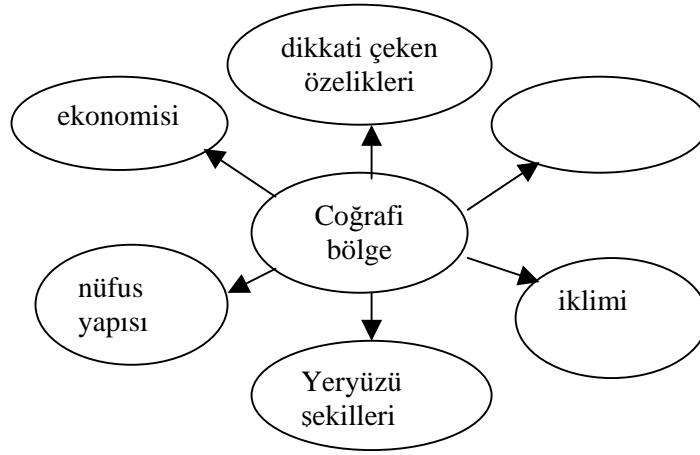 dikkati çeken
özelikleri
ekonomisi
Coğrafi
bölge
nüfus
yapısı
iklimi
Yeryüzü
şekilleri